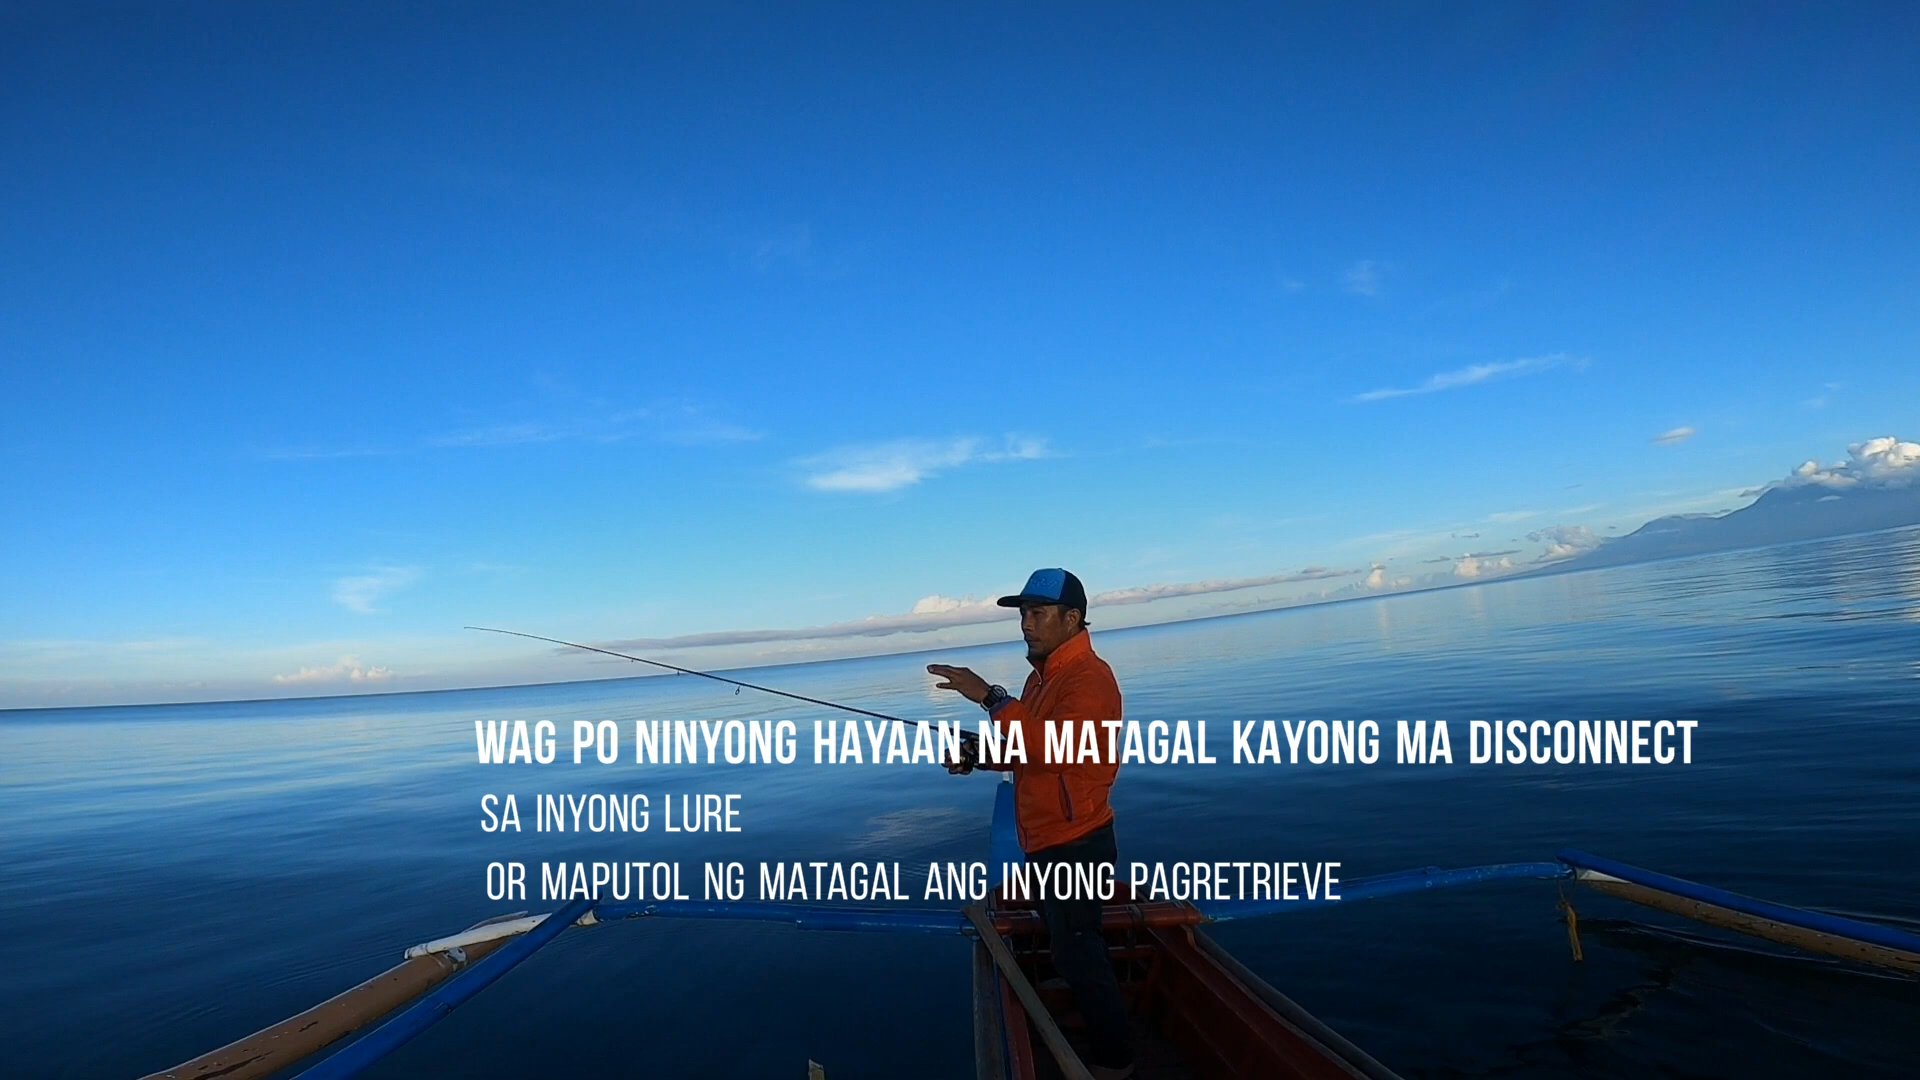 WAG PO NINYONG HAYAAN NA MATAGAL KAYONG MA DISCONNECT
SA INYONG LURE
OR MAPUTOL NG MATAGAL ANG INYONG PAGRETRIEVE